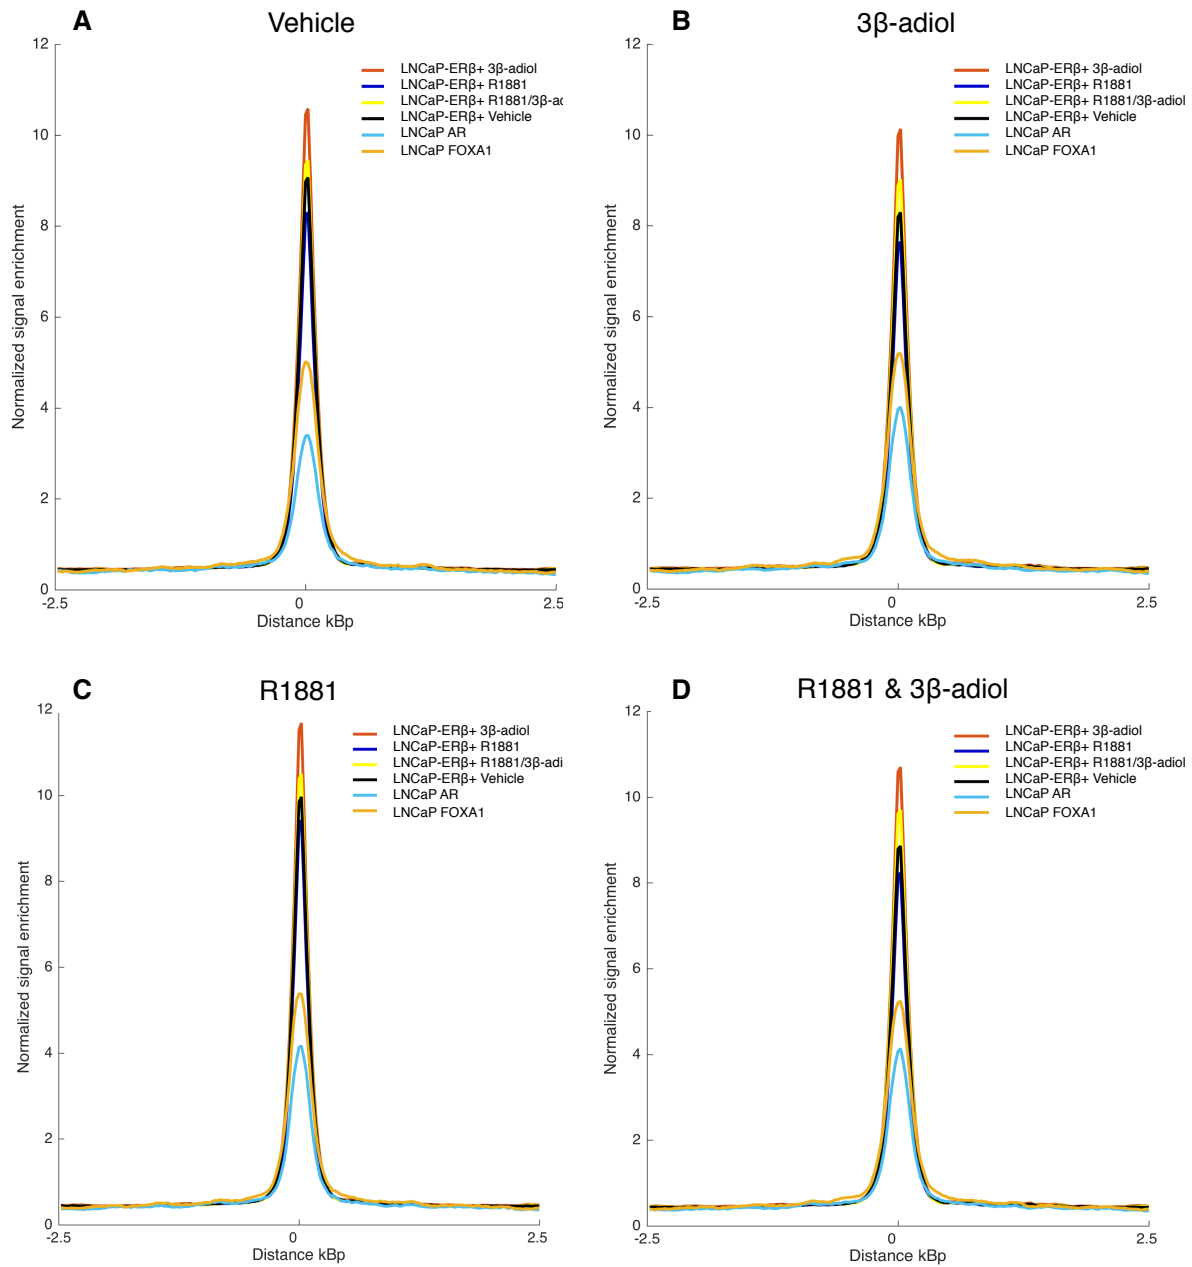 A Vehicle
12
10
8
6
4
2
0
Normalized signal enrichment
LNCaP-ERβ+ 3β-adiol
LNCaP-ERβ+ R1881
LNCaP-ERβ+ R1881/3β-ac
LNCaP-ERβ+ Vehicle
LNCaP AR
LNCaP FOXA1
-2.5 0 2.5
Distance kBp
B 3β-adiol
12
10
8
6
4
2
0
Normalized signal enrichment
LNCaP-ERβ+ 3β-adiol
LNCaP-ERβ+ R1881
LNCaP-ERβ+ R1881/3β-adiol
LNCaP-ERβ+ Vehicle
LNCaP AR
LNCaP FOXA1
-2.5 0 2.5
Distance kBp
C R1881
12
10
8
6
4
2
0
Normalized signal enrichment
LNCaP-ERβ+ 3β-adiol
LNCaP-ERβ+ R1881
LNCaP-ERβ+ R1881/3β-adi
LNCaP-ERβ+ Vehicle
LNCaP AR
LNCaP FOXA1
-2.5 0 2.5
Distance kBp
D R1881 & 3β-adiol
12
10
8
6
4
2
0
Normalized signal enrichment
LNCaP-ERβ+ 3β-adiol
LNCaP-ERβ+ R1881
LNCaP-ERβ+ R1881/3β-adiol
LNCaP-ERβ+ Vehicle
LNCaP AR
LNCaP FOXA1
-2.5 0 2.5
Distance kBp